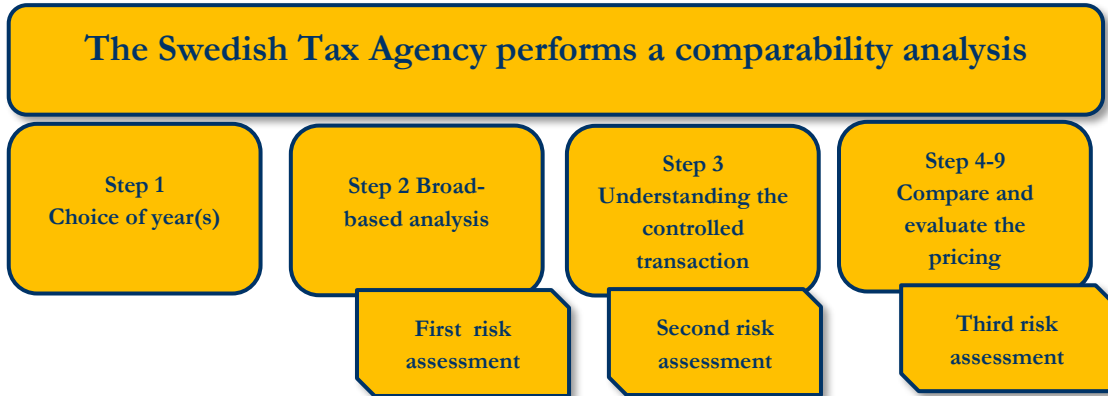 The Swedish Tax Agency performs a comparability analysis
Step 1
Choice of year(s)
Step 2 Broad-
based analysis
First risk
assessment
Step 3
Understanding the
controlled
transaction
Second risk
assessment
Step 4-9
Compare and
evaluate the
pricing
Third risk
assessment